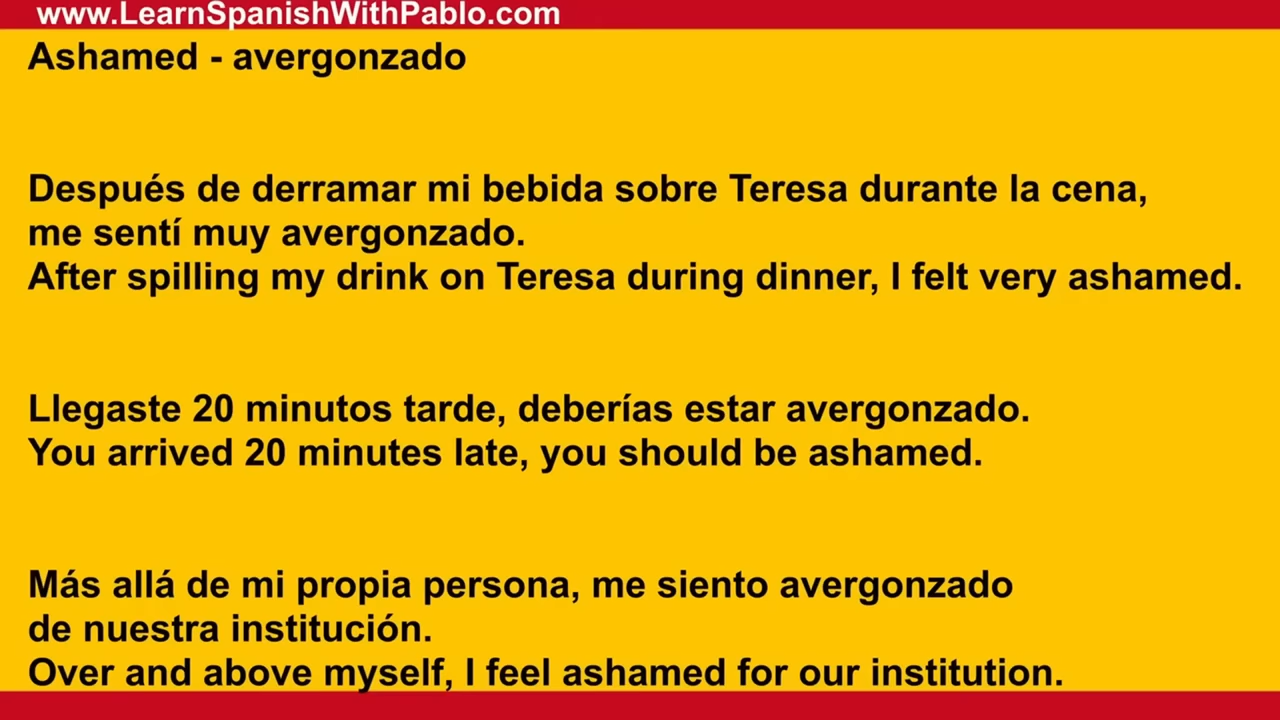 www.LearnSpanishWithPablo.com
Ashamed - avergonzado
Después de derramar mi bebida sobre Teresa durante la cena,
me sentí muy avergonzado.
After spilling my drink on Teresa during dinner, I felt very ashamed.
Llegaste 20 minutos tarde, deberías estar avergonzado.
You arrived 20 minutes late, you should be ashamed.
Más allá de mi propia persona, me siento avergonzado
de nuestra institución.
Over and above myself, I feel ashamed for our institution.